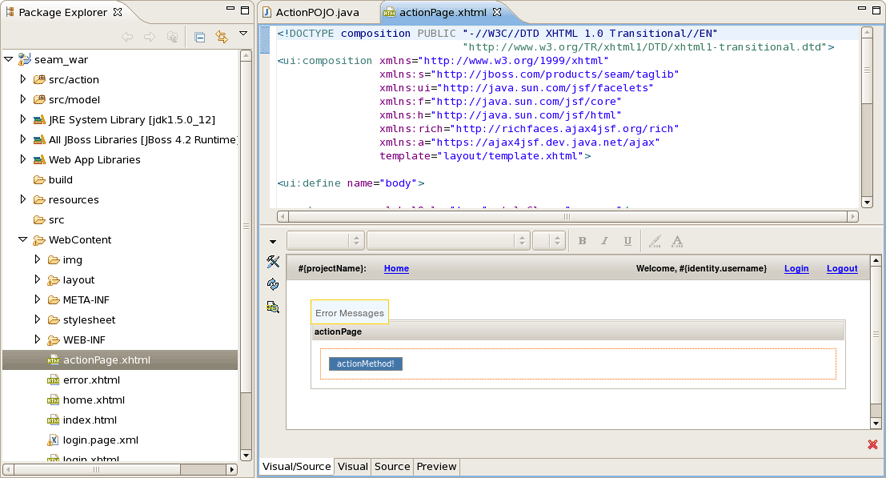 Package Explorer
seam_war
src/action
src/model
JRE System Library [jdk1.5.0_12]
All JBoss Libraries [JBoss 4.2 Runtime]
Web App Libraries
build
resources
src
WebContent
img
layout
META-INF
stylesheet
WEB-INF
actionPage.xhtml
error.xhtml
home.xhtml
index.html
login.page.xml
login.xhtml
ActionPOJO.java
actionPage.xhtml
<!DOCTYPE composition PUBLIC "-//W3C//DTD XHTML 1.0 Transitional//EN"
"http://www.w3.org/TR/xhtml1/DTD/xhtml1-transitional.dtd">
<ui:composition xmlns="http://www.w3.org/1999/xhtml"
xmlns:s="http://jboss.com/products/seam/taglib"
xmlns:ui="http://java.sun.com/jsf/facelets"
xmlns:f="http://java.sun.com/jsf/core"
xmlns:h="http://java.sun.com/jsf/html"
xmlns:rich="http://richfaces.ajax4jsf.org/rich"
xmlns:a="https://ajax4jsf.dev.java.net/ajax"
template="layout/template.xhtml">
<ui:define name="body">
B I U A
#{projectName}: Home Welcome, #{identity.username} Login Logout
Error Messages
actionPage
actionMethod!
Visual/Source Visual Source Preview